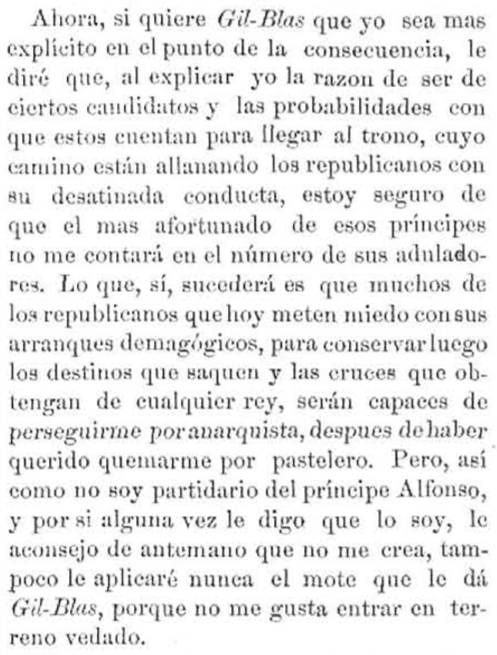 Ahora, si quiere Gil-Blas que yo sea mas
explícito en el punto de la consecuencia, le
diré que, al explicar yo la razon de ser de
ciertos candidatos y las probabilidades con
que estos cuentan para llegar al trono, cuyo
camino están allanando los republicanos con
su desatinada conducta, estoy seguro de
que el mas afortunado de esos príncipes
no me contará en el número de sus adulado-
res. Lo que, sí, sucederá es que muchos de
los republicanos que hoy meten miedo con sus
arranques demagógicos, para conservar luego
los destinos que saquen y las cruces que ob-
tengan de cualquier rey, serán capaces de
perseguirme por anarquista, despues de haber
querido quemarme por pastelero. Pero, así
como no soy partidario del príncipe Alfonso,
y por si alguna vez le digo que lo soy, le
aconsejo de antemano que no me crea, tam-
poco le aplicaré nunca el mote que le dá
Gil-Blas, porque no me gusta entrar en ter-
reno vedado.